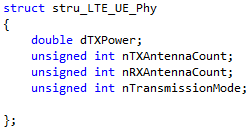 struct stru_LTE_UE_Phy
{
    double dTXPower;
    unsigned int nTXAntennaCount;
    unsigned int nRXAntennaCount;
    unsigned int nTransmissionMode;

};